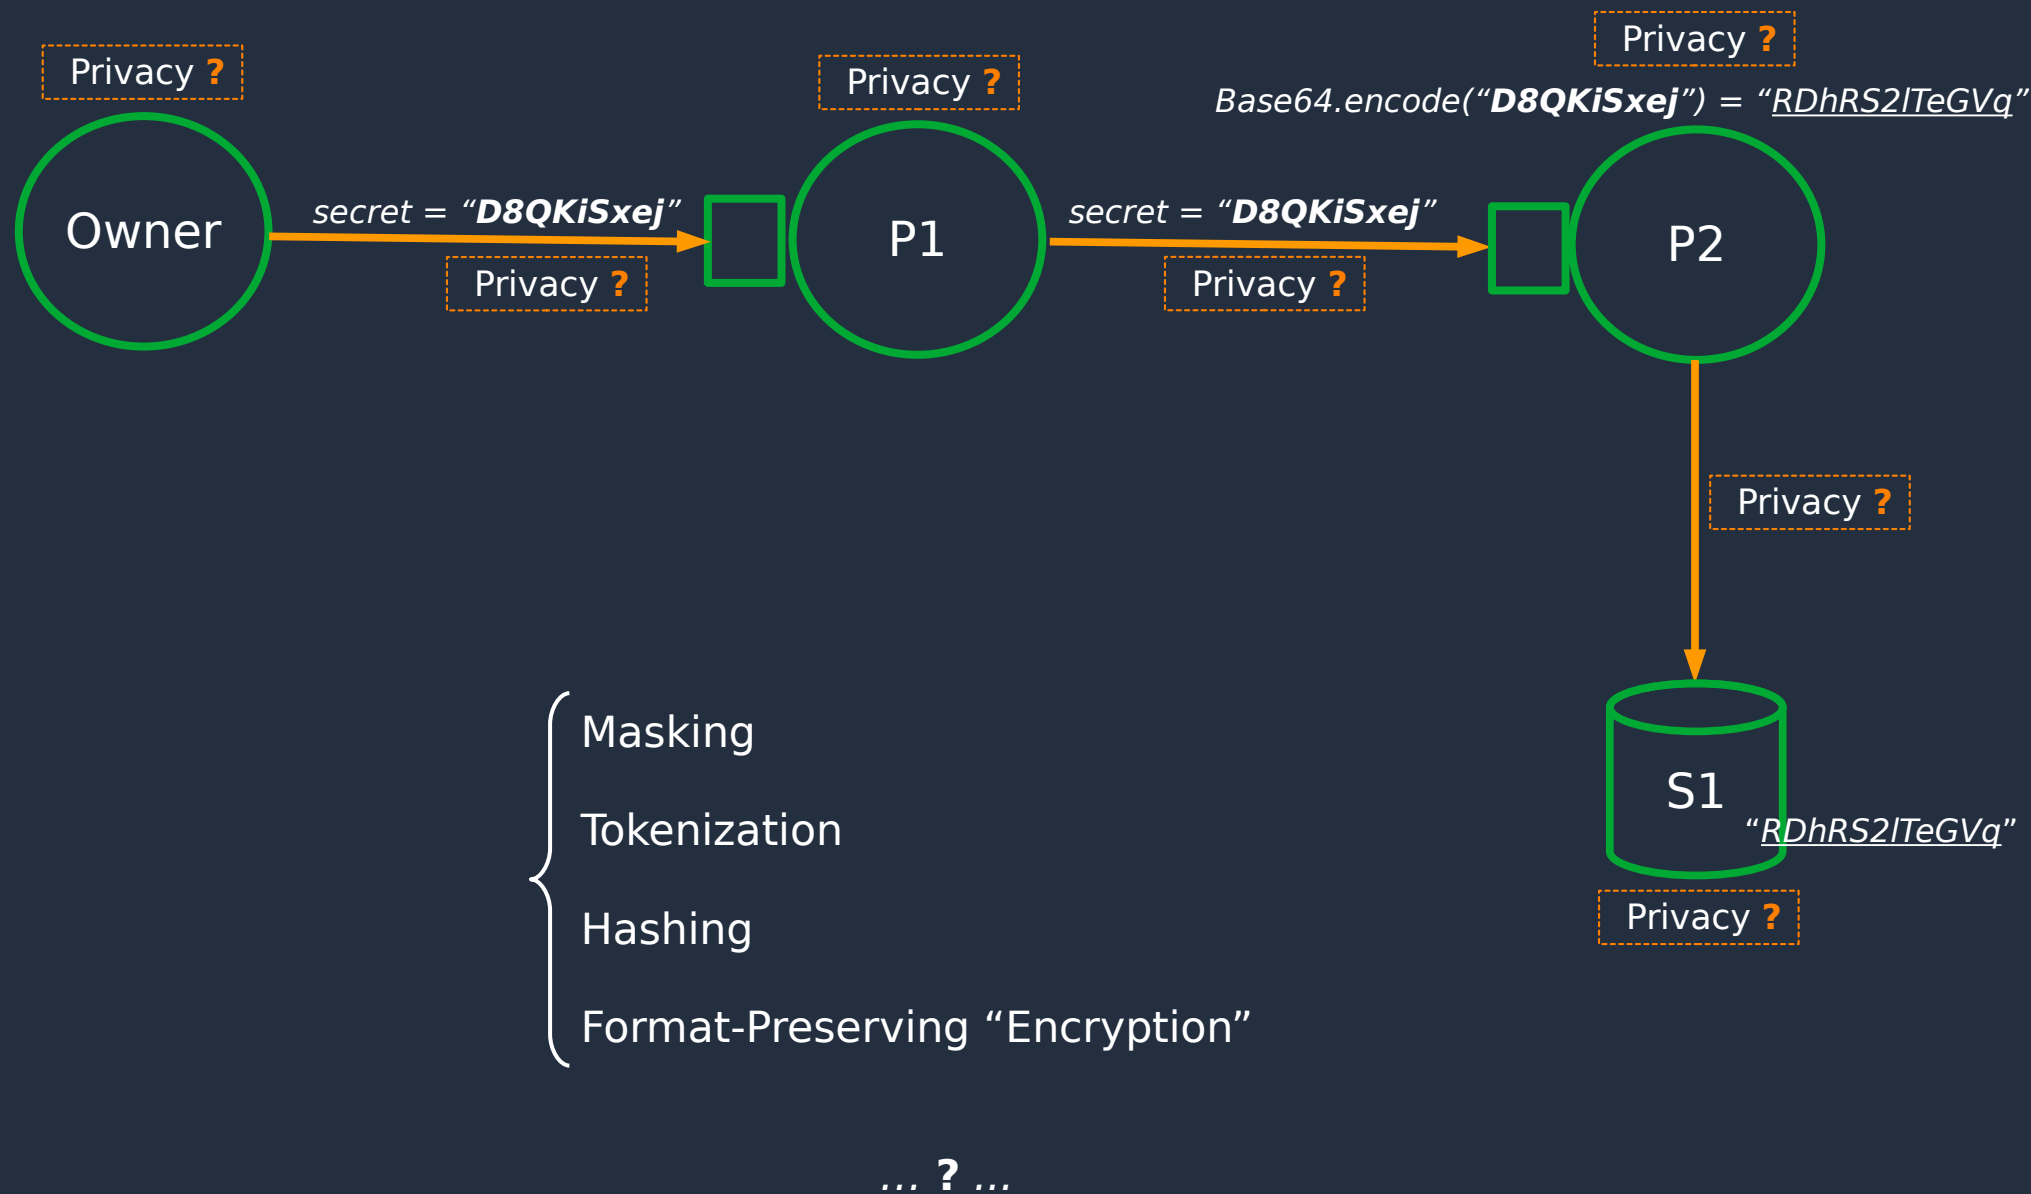 Privacy ?
Privacy ?
Privacy ?
Base64.encode(“D8QKiSxej”) = “RDhRS2lTeGVq”
Owner
secret = “D8QKiSxej”
Privacy ?
P1
secret = “D8QKiSxej”
Privacy ?
P2
Privacy ?
S1
“RDhRS2lTeGVq”
Privacy ?
Masking
Tokenization
Hashing
Format-Preserving “Encryption”
... ? ...